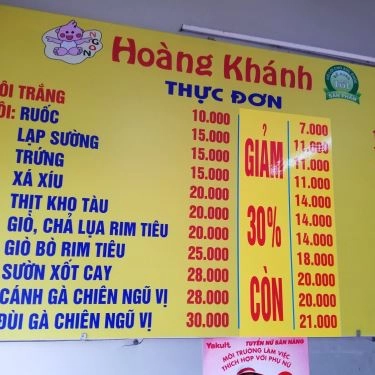 NGON
Hoàng Khánh
THỰC ĐƠN
ÔI TRẮNG
ÔI: RUỐC 10.000 7.000
LẠP SƯỜNG 15.000 11.000
TRỨNG 15.000 11.000
XÁ XÍU 15.000 11.000
THỊT KHO TÀU 20.000 14.000
GIÒ, CHẢ LỤA RIM TIÊU 20.000 14.000
GIÒ BÒ RIM TIÊU 25.000 14.000
SƯỜN XỐT CAY 28.000 18.000
CÁNH GÀ CHIÊN NGŨ VỊ 28.000 20.000
ĐÙI GÀ CHIÊN NGŨ VỊ 30.000 20.000
21.000
GIẢM
30%
CÒN
Yakult TUYỂN NỮ BÁN HÀNG
MÔI TRƯỜNG LÀM VIỆC
THÍCH HỢP VỚI PHỤ NỮ